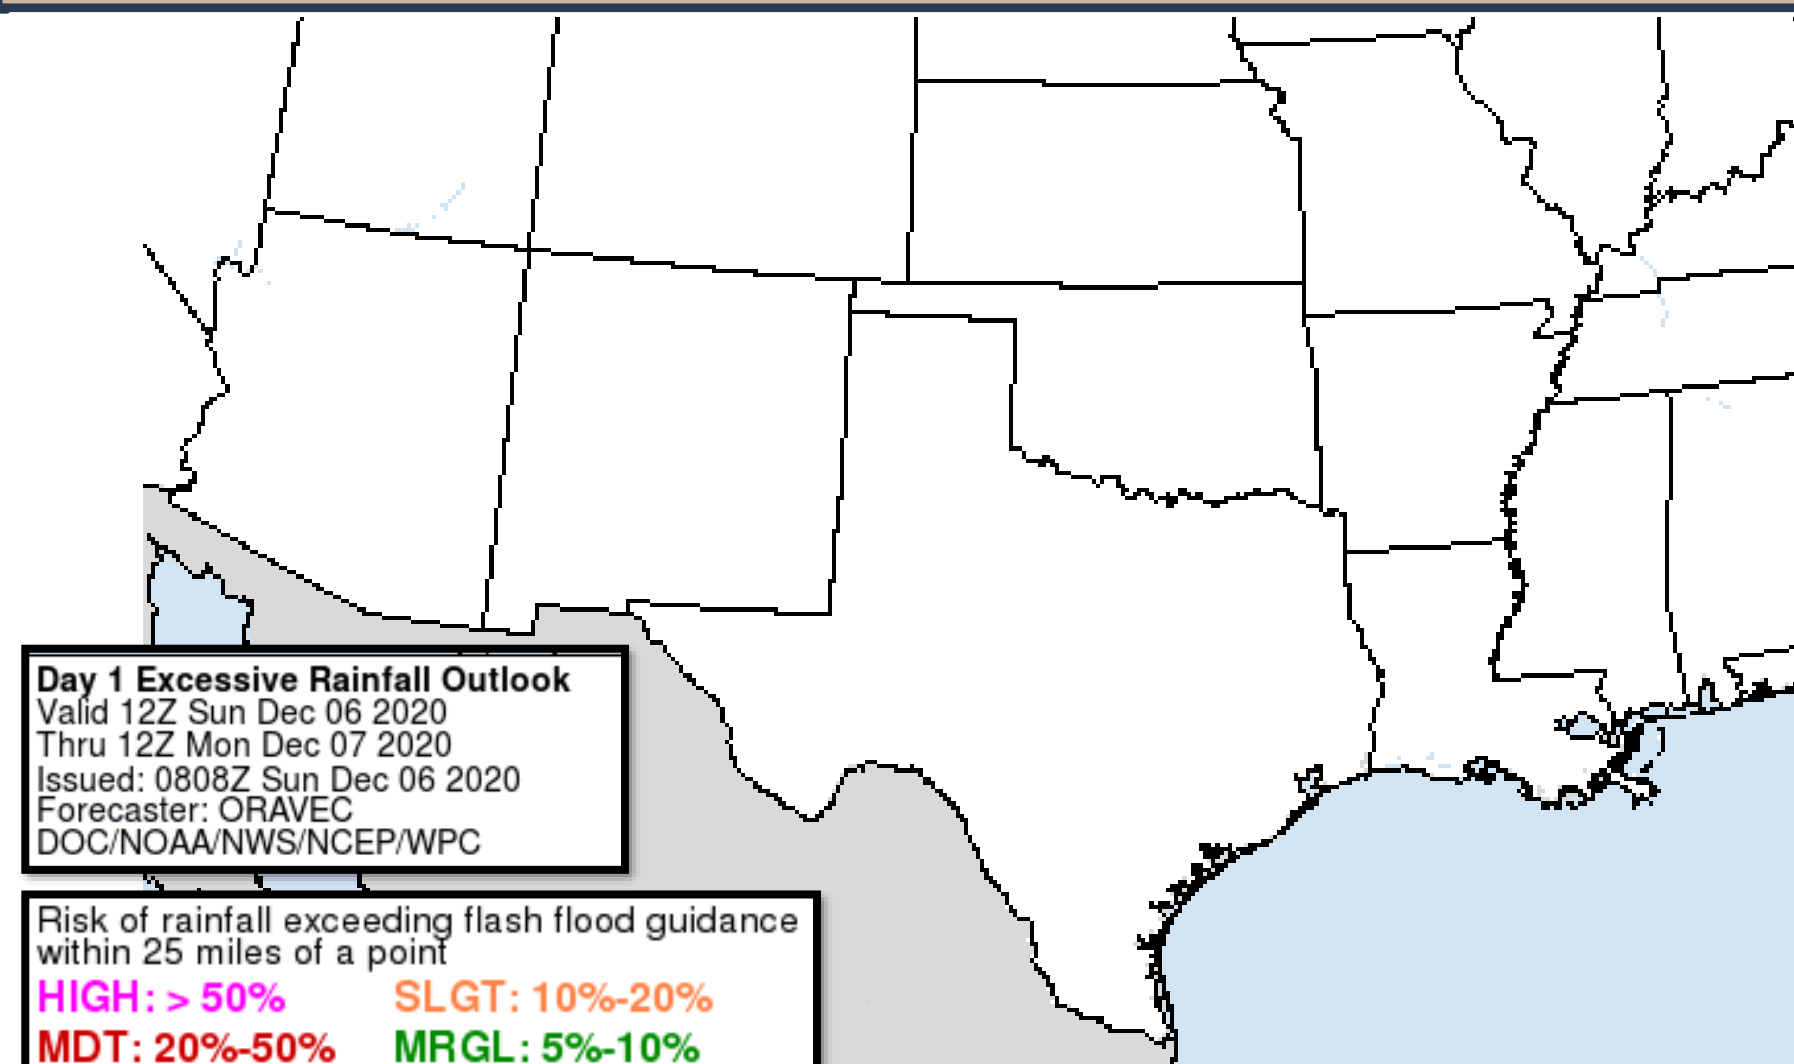 Day 1 Excessive Rainfall Outlook
Valid 12Z Sun Dec 06 2020
Thru 12Z Mon Dec 07 2020
Issued: 0808Z Sun Dec 06 2020
Forecaster: ORAVEC
DOC/NOAA/NWS/NCEP/WPC
Risk of rainfall exceeding flash flood guidance
within 25 miles of a point
HIGH: > 50% SLGT: 10%-20%
MDT: 20%-50% MRGL: 5%-10%